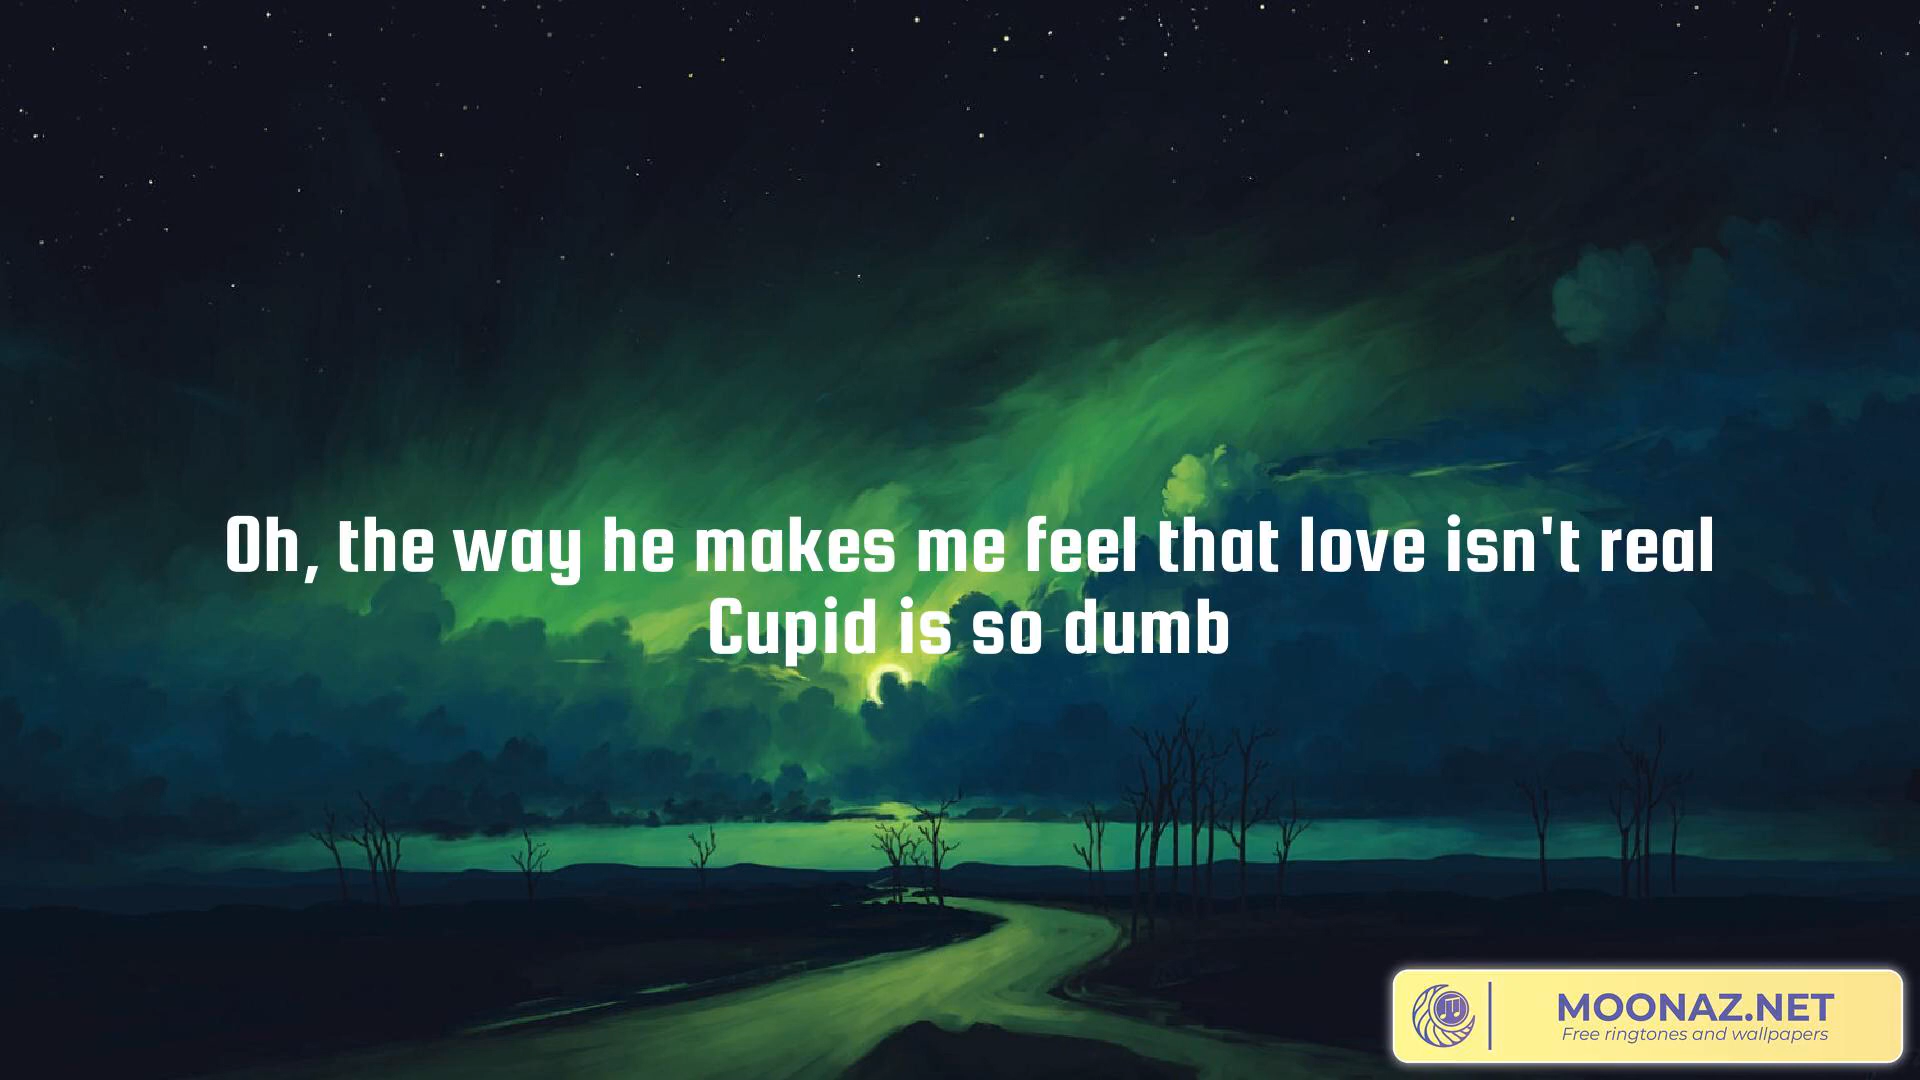 Oh, the way he makes me feel that love isn't real
Cupid is so dumb
MOONAZ.NET
Free ringtones and wallpapers